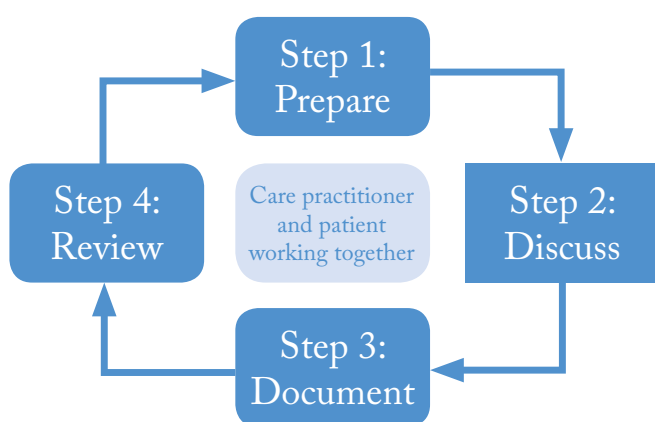 Step 1:
Prepare
Step 4:
Review
Care practitioner
and patient
working together
Step 2:
Discuss
Step 3:
Document